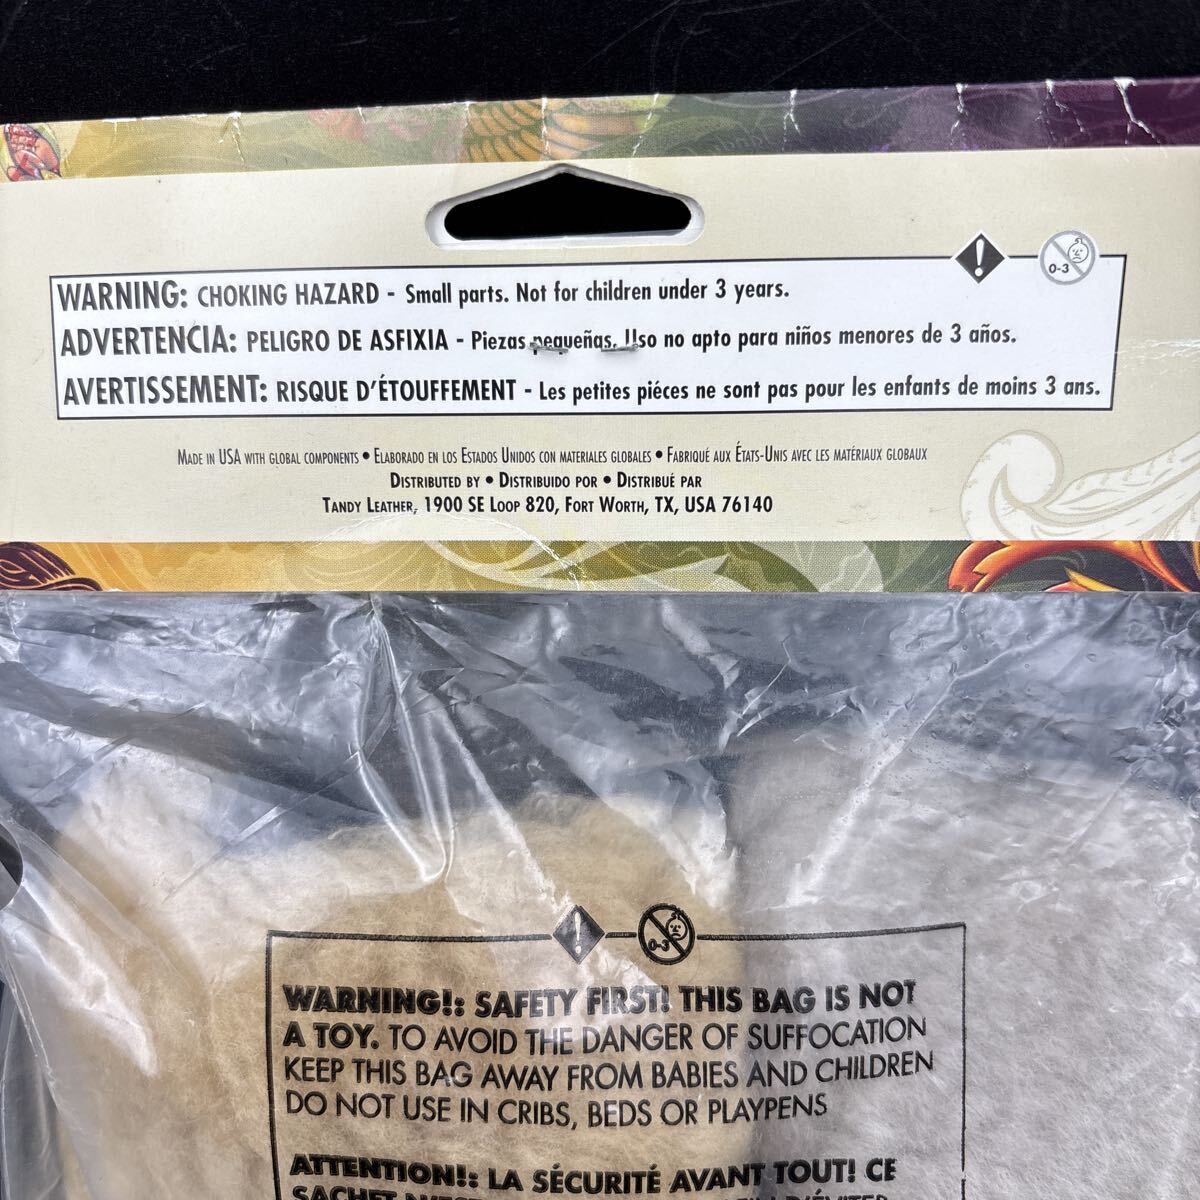 WARNING: CHOKING HAZARD - Small parts. Not for children under 3 years.
0-3
ADVERTENCIA: PELIGRO DE ASFIXIA - Piezas pequeñas. Uso no apto para niños menores de 3 años.
AVERTISSEMENT: RISQUE D'ÉTOUFFEMENT - Les petites piéces ne sont pas pour les enfants de moins 3 ans.
MADE IN USA WITH GLOBAL COMPONENTS • ELABORADO EN LOS ESTADOS UNIDOS CON MATERIALES GLOBALES • FABRIQUÉ AUX ÉTATS-UNIS AVEC LES MATÉRIAUX GLOBAUX
DISTRIBUTED BY • DISTRIBUIDO POR • DISTRIBUÉ PAR
TANDY LEATHER, 1900 SE LOOP 820, FORT WORTH, TX, USA 76140
0-3
WARNING!: SAFETY FIRST! THIS BAG IS NOT
A TOY. TO AVOID THE DANGER OF SUFFOCATION
KEEP THIS BAG AWAY FROM BABIES AND CHILDREN
DO NOT USE IN CRIBS, BEDS OR PLAYPENS
ATTENTION!: LA SÉCURITÉ AVANT TOUT! CE
SACHET